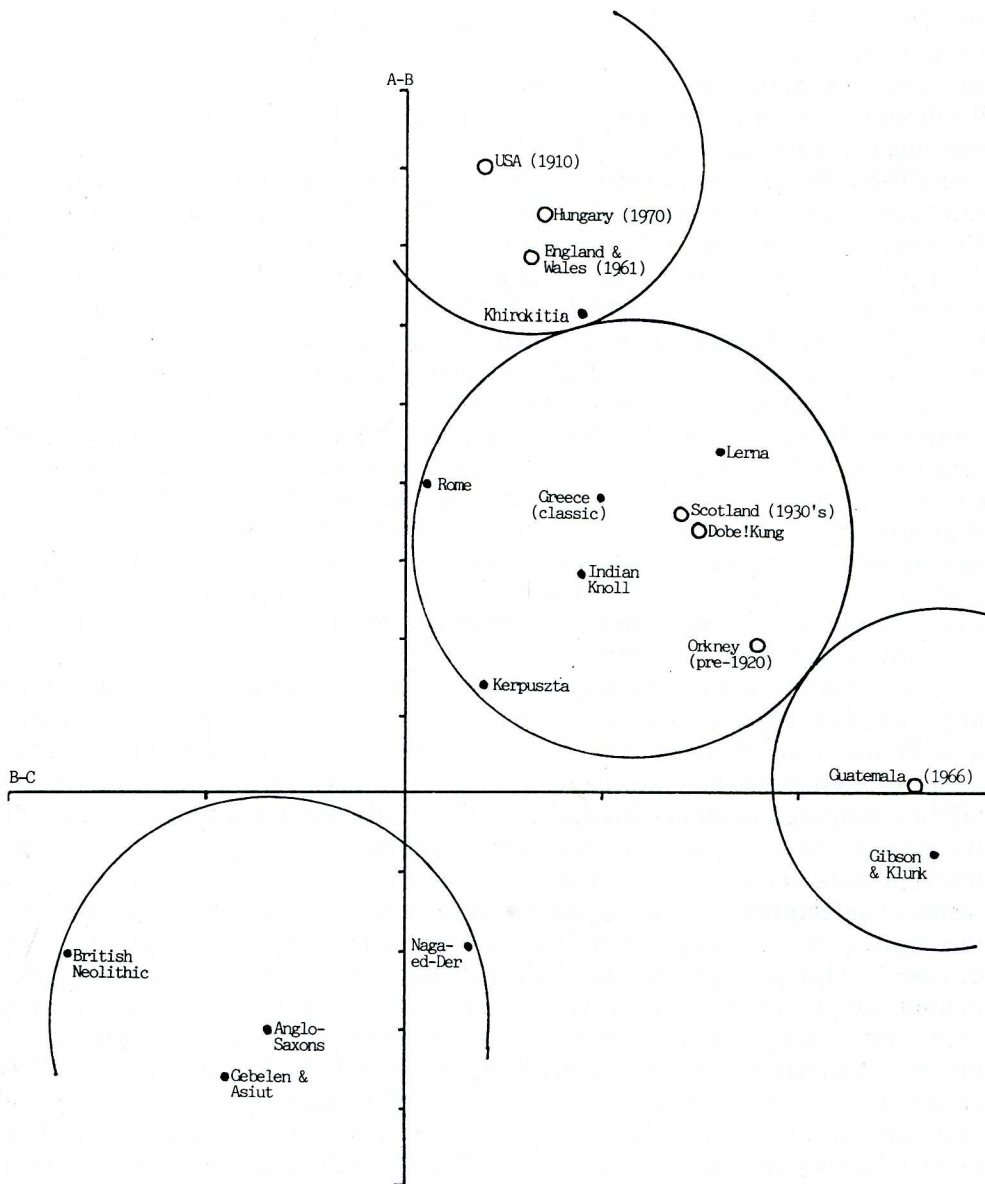 A-B
USA (1910)
Hungary (1970)
England &
Wales (1961)
Khirokitia
Lerna
Rome
Greece
(classic)
Scotland (1930's)
Dobe!Kung
Indian
Knoll
Orkney
(pre-1920)
Kerpuszta
B-C
Guatemala (1966)
Gibson
& Klunk
British
Neolithic
Naga-
ed-Der
Anglo-
Saxons
Gebelen &
Asiut